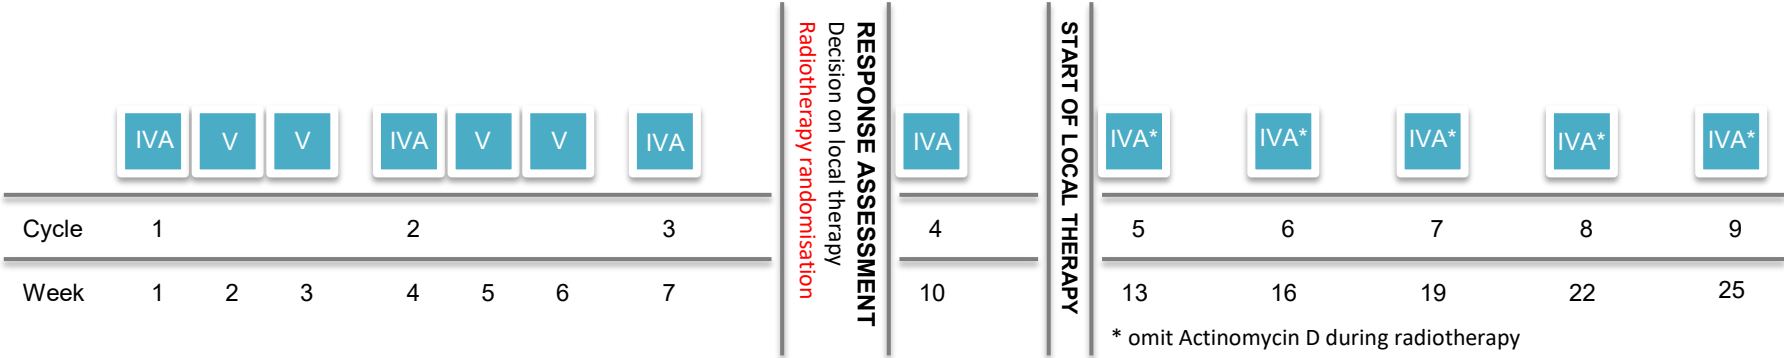 IVA V V IVA V V IVA
RESPONSE ASSESSMENT
Decision on local therapy
Radiotherapy randomisation
IVA
START OF LOCAL THERAPY
IVA* IVA* IVA* IVA* IVA*
Cycle 1 2 3 4 5 6 7 8 9
Week 1 2 3 4 5 6 7 10 13 16 19 22 25
* omit Actinomycin D during radiotherapy